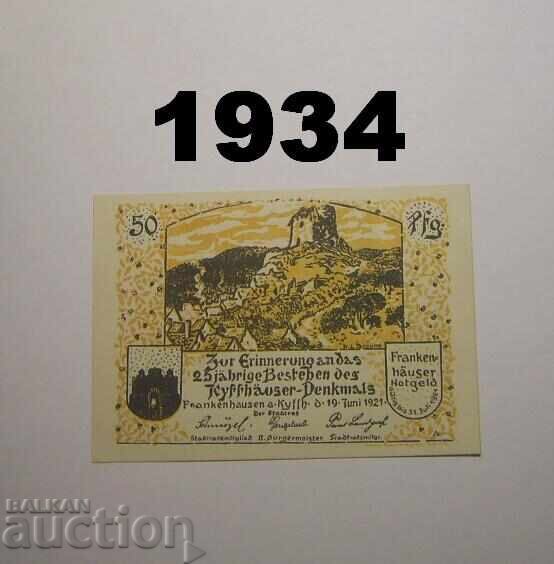 1934
50 Pfg.
Zur Erinnerung an das
25jährige Bestehen des
Kyffhäuser-Denkmals
Frankenhausen a. Kyffh. d. 19. Juni 1921.
Der Stadtrat
Stadtratsmitglied II. Bürgermeister Stadtratsmitgl.
Franken-
häuser
Notgeld
BALKAN
auction